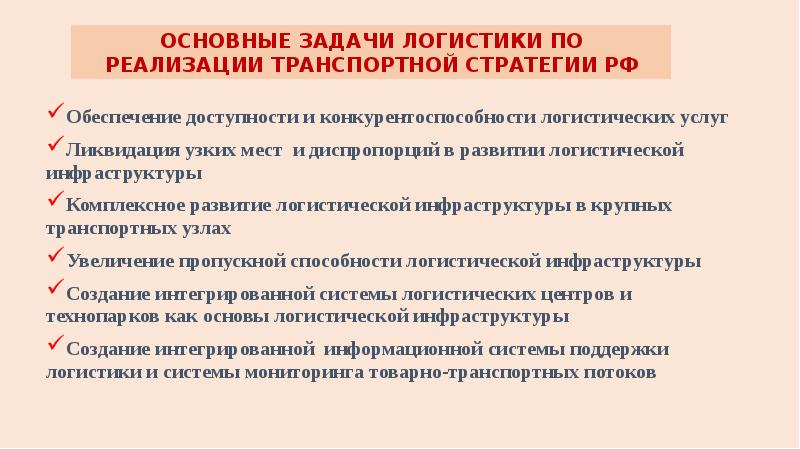 ОСНОВНЫЕ ЗАДАЧИ ЛОГИСТИКИ ПО
РЕАЛИЗАЦИИ ТРАНСПОРТНОЙ СТРАТЕГИИ РФ
Обеспечение доступности и конкурентоспособности логистических услуг
Ликвидация узких мест и диспропорций в развитии логистической
инфраструктуры
Комплексное развитие логистической инфраструктуры в крупных
транспортных узлах
Увеличение пропускной способности логистической инфраструктуры
Создание интегрированной системы логистических центров и
технопарков как основы логистической инфраструктуры
Создание интегрированной информационной системы поддержки
логистики и системы мониторинга товарно-транспортных потоков